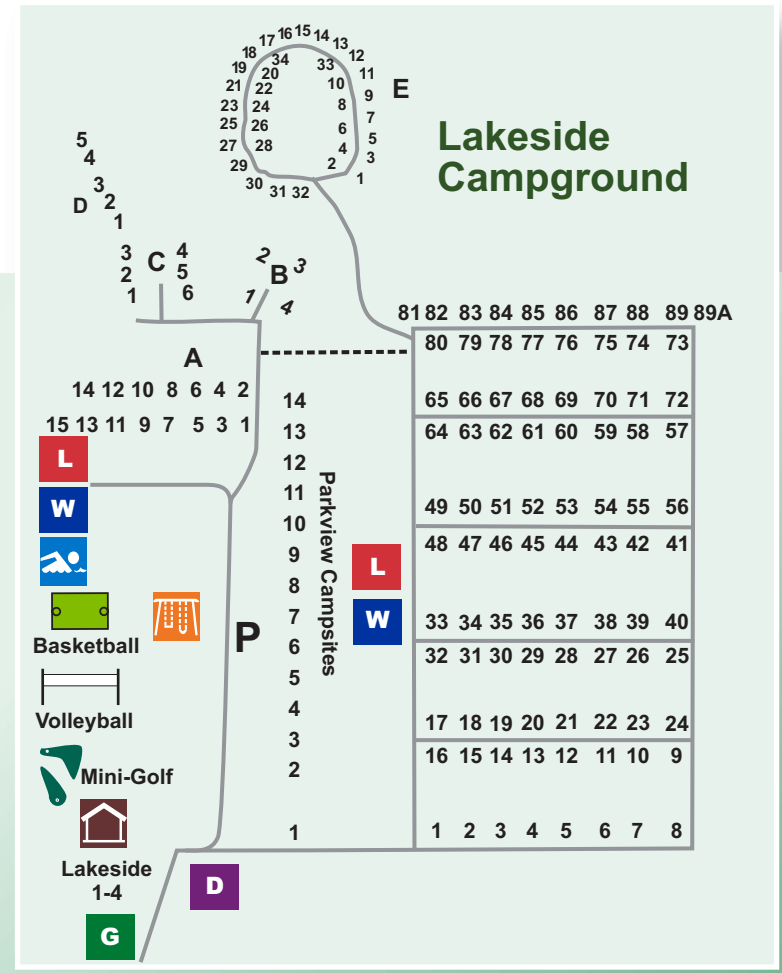 16 15 14
17 13
18 34 33 12
19 20 11
21 22 10 9 E
23 24 8 7
25 26 6 5
27 28 4 3
29 2 1
30 31 32
Lakeside
Campground
5
4
3
D 2
1
3 C 4
2 5
1 6
2 3
B
1 4
A
14 12 10 8 6 4 2
15 13 11 9 7 5 3 1
L
W
Basketball
Volleyball
Mini-Golf
Lakeside
1-4
G
D
P
14
13
12
11
10
9
8
7
6
5
4
3
2
1
Parkview Campsites
L
W
81 82 83 84 85 86 87 88 89 89A
80 79 78 77 76 75 74 73
65 66 67 68 69 70 71 72
64 63 62 61 60 59 58 57
49 50 51 52 53 54 55 56
48 47 46 45 44 43 42 41
33 34 35 36 37 38 39 40
32 31 30 29 28 27 26 25
17 18 19 20 21 22 23 24
16 15 14 13 12 11 10 9
1 2 3 4 5 6 7 8